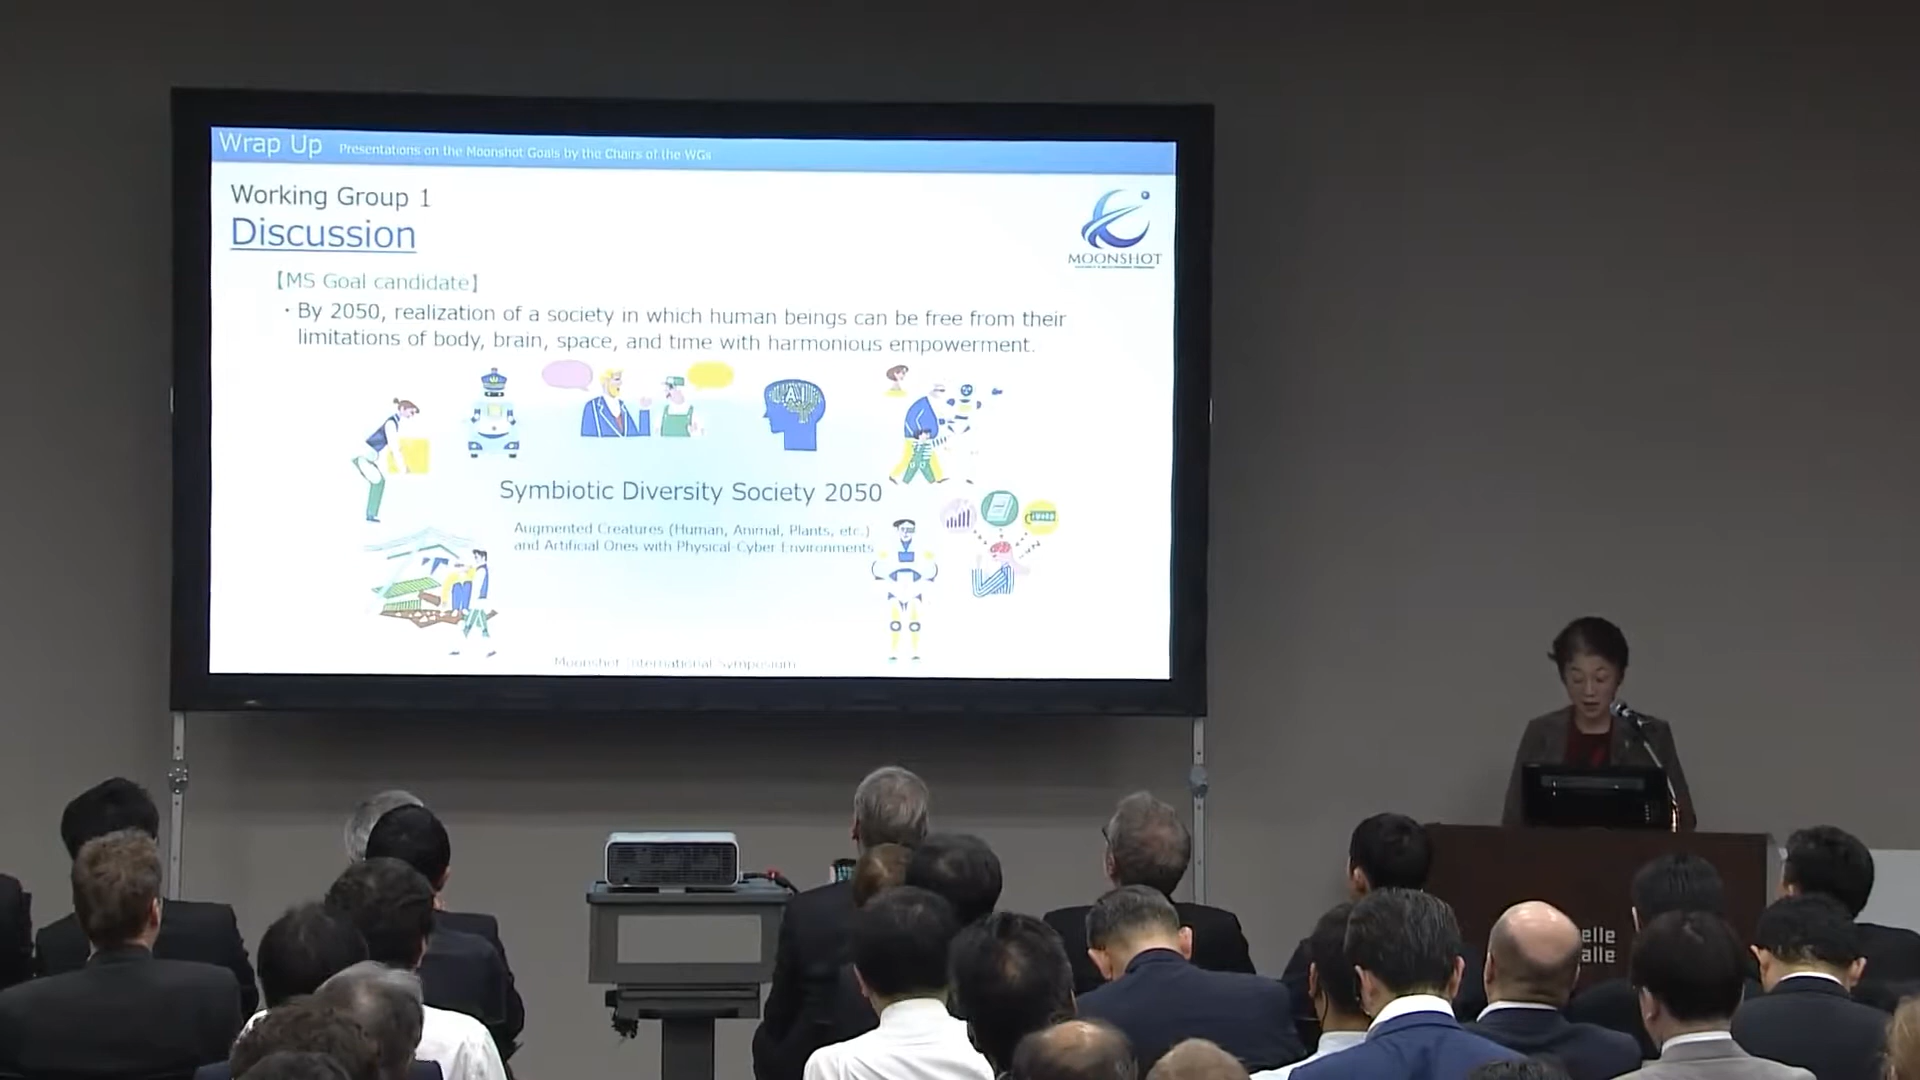 Wrap Up Presentations on the Moonshot Goals by the Chairs of the WGs
Working Group 1
Discussion
MOONSHOT
【MS Goal candidate】
・By 2050, realization of a society in which human beings can be free from their
limitations of body, brain, space, and time with harmonious empowerment.
AI
Symbiotic Diversity Society 2050
Augmented Creatures (Human, Animal, Plants, etc.)
and Artificial Ones with Physical-Cyber Environments
Moonshot International Symposium
elle
alle